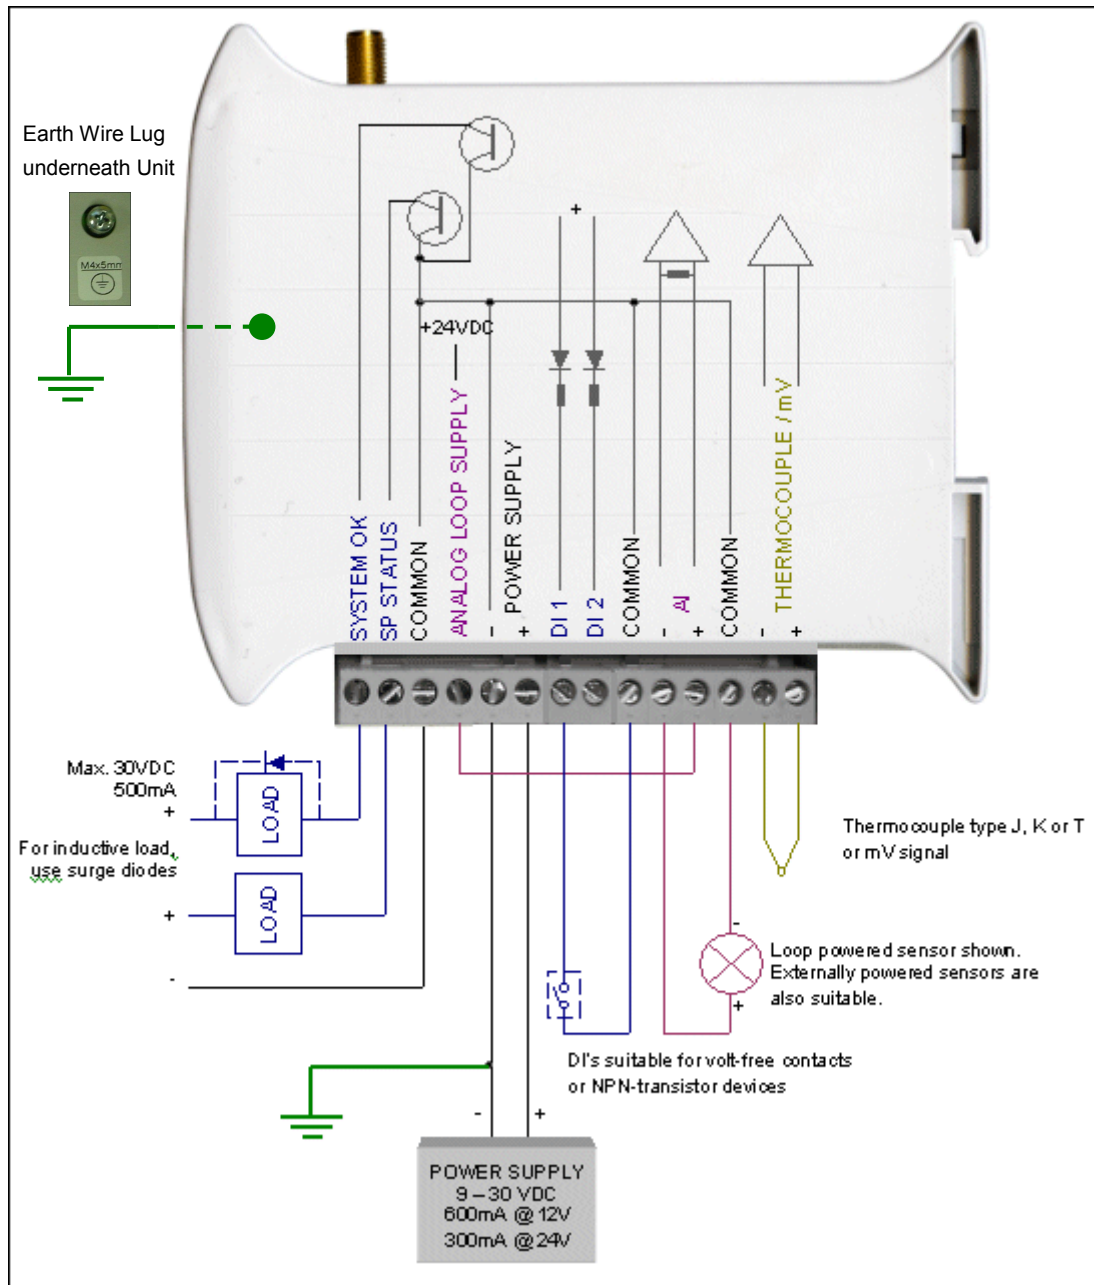 Earth Wire Lug
underneath Unit
M4x5mm
+
+24VDC
SYSTEM OK
SP STATUS
COMMON
ANALOG LOOP SUPPLY
-
+
POWER SUPPLY
DI 1
DI 2
COMMON
-
AI
+
COMMON
-
THERMOCOUPLE / mV
+
Max. 30VDC
500mA
+
LOAD
For inductive load,
use surge diodes
+
LOAD
-
Thermocouple type J, K or T
or mV signal
-
Loop powered sensor shown.
Externally powered sensors are
also suitable.
+
DI's suitable for volt-free contacts
or NPN-transistor devices
-
+
POWER SUPPLY
9 – 30 VDC
600mA @ 12V
300mA @ 24V